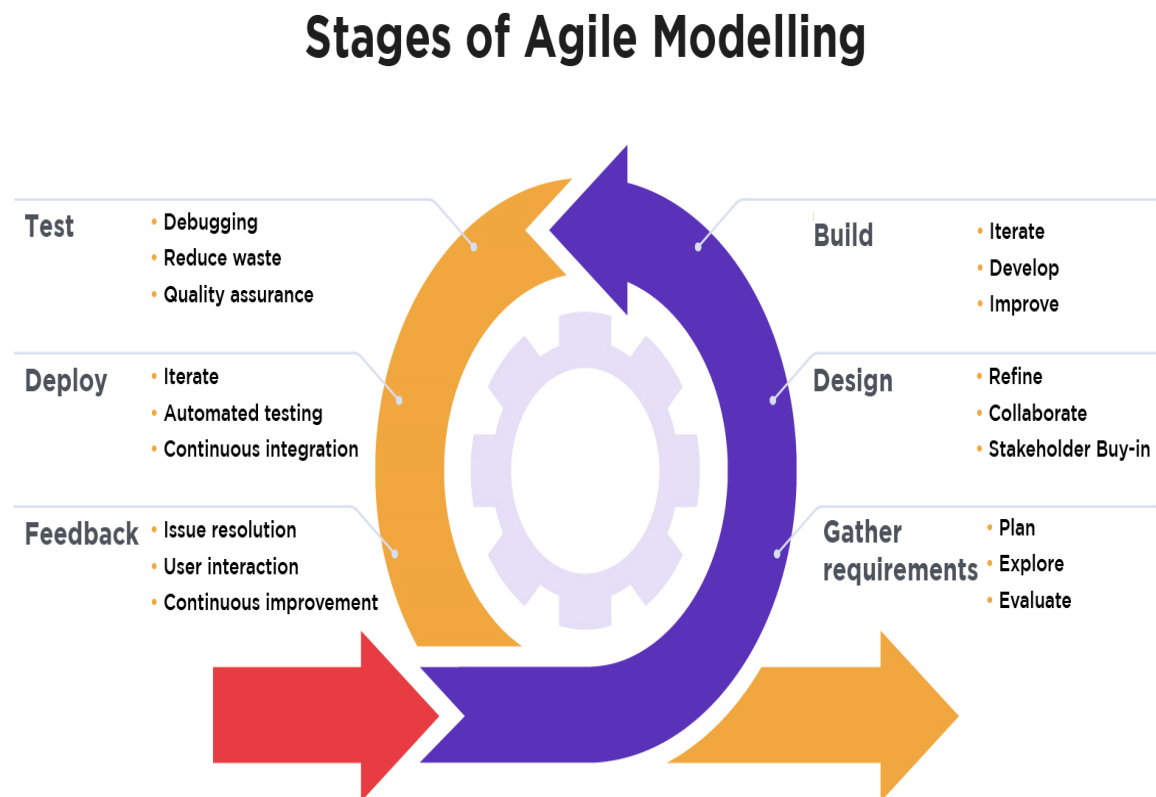 Stages of Agile Modelling
Test
• Debugging
• Reduce waste
• Quality assurance
Deploy
• Iterate
• Automated testing
• Continuous integration
Feedback
• Issue resolution
• User interaction
• Continuous improvement
Build
• Iterate
• Develop
• Improve
Design
• Refine
• Collaborate
• Stakeholder Buy-in
Gather
requirements
• Plan
• Explore
• Evaluate